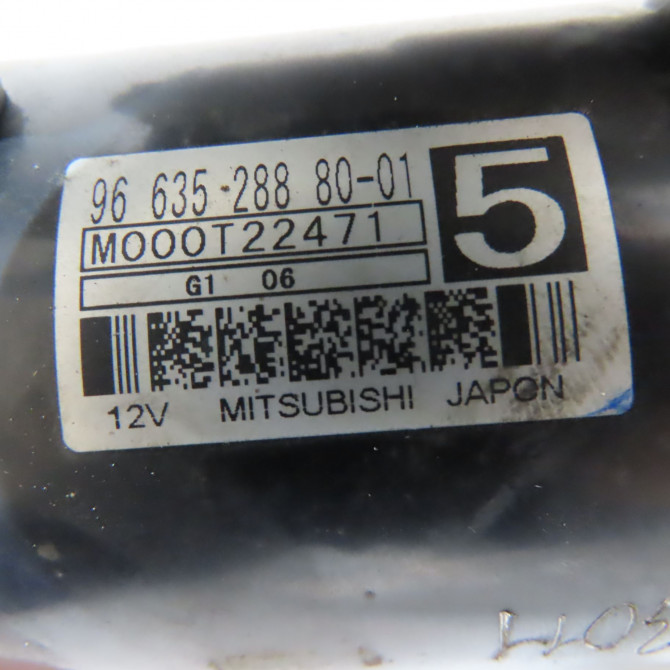 96 635 288 80-01
5
M000T22471
G1 06
12V MITSUBISHI JAPON